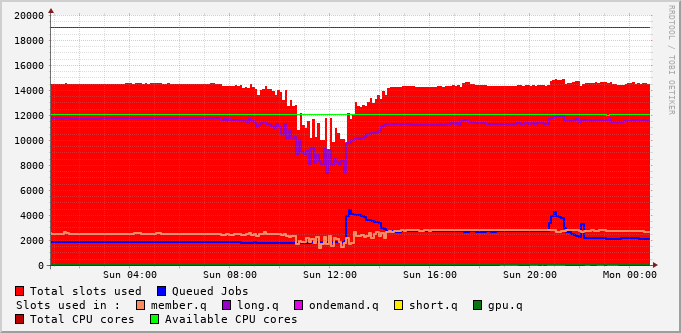 20000
18000
16000
14000
12000
10000
8000
6000
4000
2000
0
Sun 04:00 Sun 08:00 Sun 12:00 Sun 16:00 Sun 20:00 Mon 00:00
RRDTOOL / TOBI OETIKER
Total slots used Queued Jobs
Slots used in : member.q long.q ondemand.q short.q gpu.q
Total CPU cores Available CPU cores